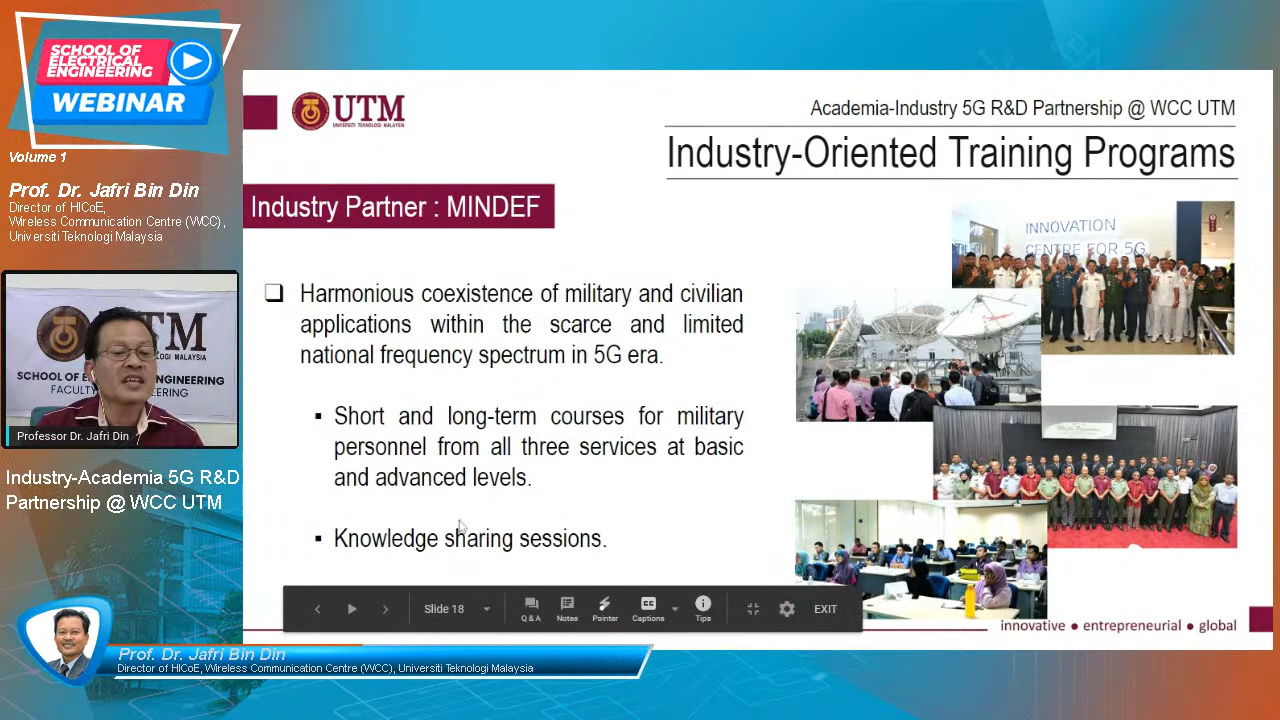 SCHOOL OF
ELECTRICAL
ENGINEERING
WEBINAR
Volume 1
Prof. Dr. Jafri Bin Din
Director of HICoE,
Wireless Communication Centre (WCC),
Universiti Teknologi Malaysia
UTM
SCHOOL OF E
ENGINEERING
FACULTY
Professor Dr. Jafri Din
Industry-Academia 5G R&D
Partnership @ WCC UTM
UTM
UNIVERSITI TEKNOLOGI MALAYSIA
Academia-Industry 5G R&D Partnership @ WCC UTM
Industry-Oriented Training Programs
Industry Partner : MINDEF
Harmonious coexistence of military and civilian
applications within the scarce and limited
national frequency spectrum in 5G era.
Short and long-term courses for military
personnel from all three services at basic
and advanced levels.
Knowledge sharing sessions.
INNOVATION
CENTRE FOR 5G
Slide 18
Q & A
Notes
Pointer
Captions
Tips
EXIT
innovative ● entrepreneurial ● global
Prof. Dr. Jafri Bin Din
Director of HICoE, Wireless Communication Centre (WCC), Universiti Teknologi Malaysia